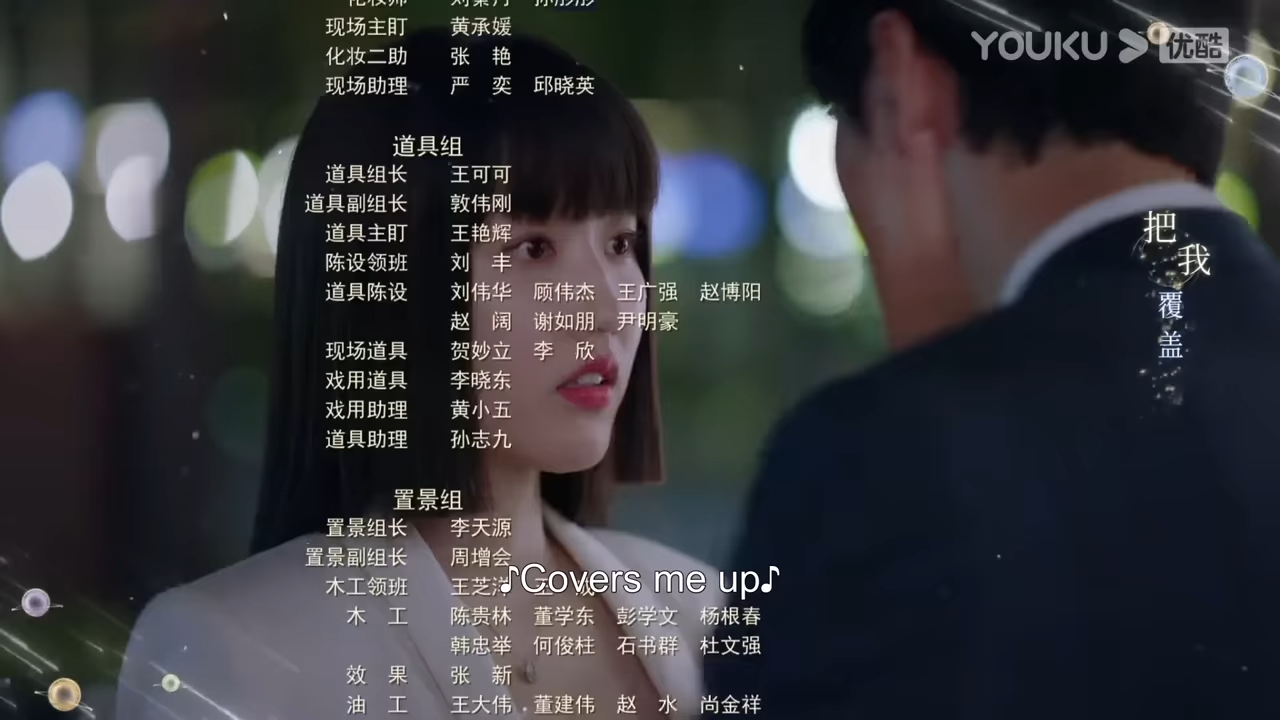 现场主盯 黄承媛
化妆二助 张 艳
现场助理 严 奕 邱晓英
YOUKU 优酷
道具组
道具组长 王可可
道具副组长 敦伟刚
道具主盯 王艳辉
陈设领班 刘 丰
道具陈设 刘伟华 顾伟杰 王广强 赵博阳
赵 阔 谢如朋 尹明豪
现场道具 贺妙立 李 欣
戏用道具 李晓东
戏用助理 黄小五
道具助理 孙志九
把我覆盖
置景组
置景组长 李天源
置景副组长 周增会
木工领班 王芝
♪Covers me up♪
木 工 陈贵林 董学东 彭学文 杨根春
韩忠举 何俊柱 石书群 杜文强
效 果 张 新
油 工 王大伟 董建伟 赵 水 尚金祥